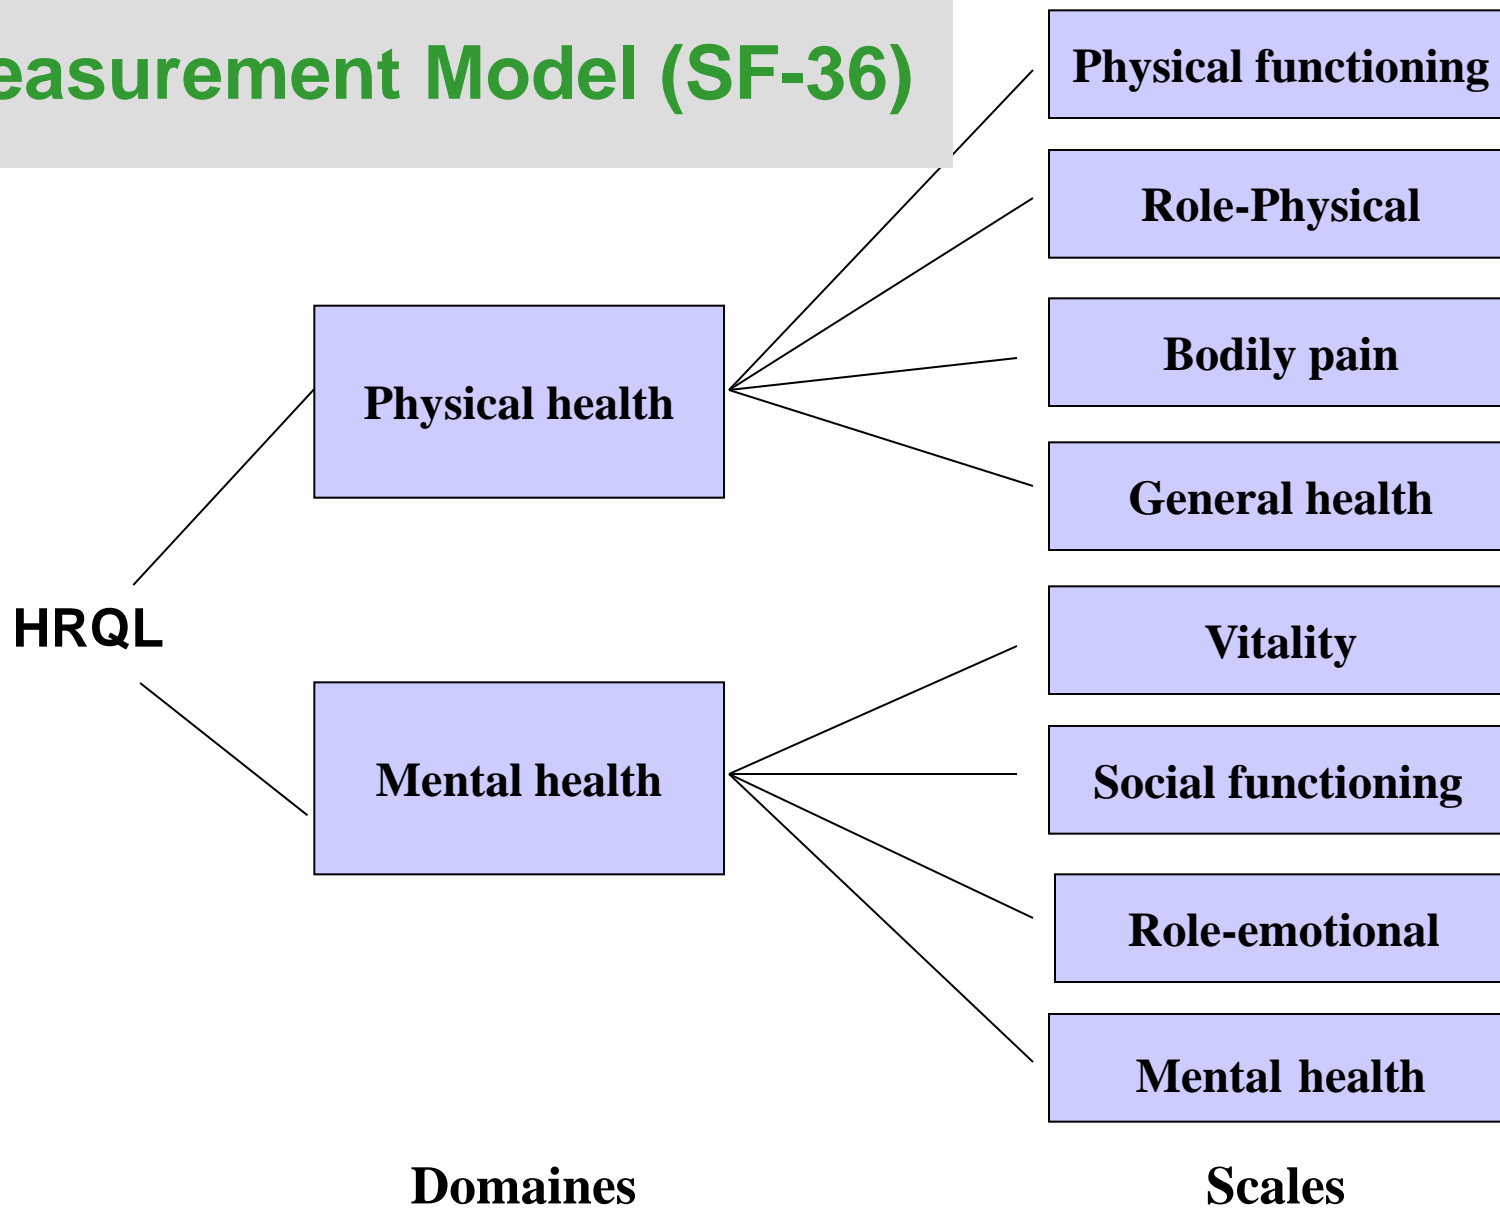 easurement Model (SF-36)
Physical functioning
Role-Physical
Bodily pain
Physical health
General health
HRQL
Vitality
Mental health
Social functioning
Role-emotional
Mental health
Domaines
Scales